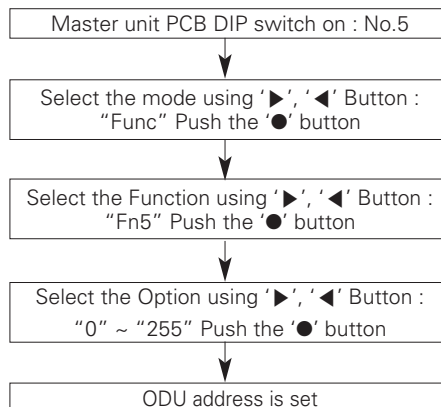 Master unit PCB DIP switch on : No.5
Select the mode using ‘▶’, ‘◀’ Button :
“Func” Push the ‘●’ button
Select the Function using ‘▶’, ‘◀’ Button :
“Fn5” Push the ‘●’ button
Select the Option using ‘▶’, ‘◀’ Button :
“0” ~ “255” Push the ‘●’ button
ODU address is set